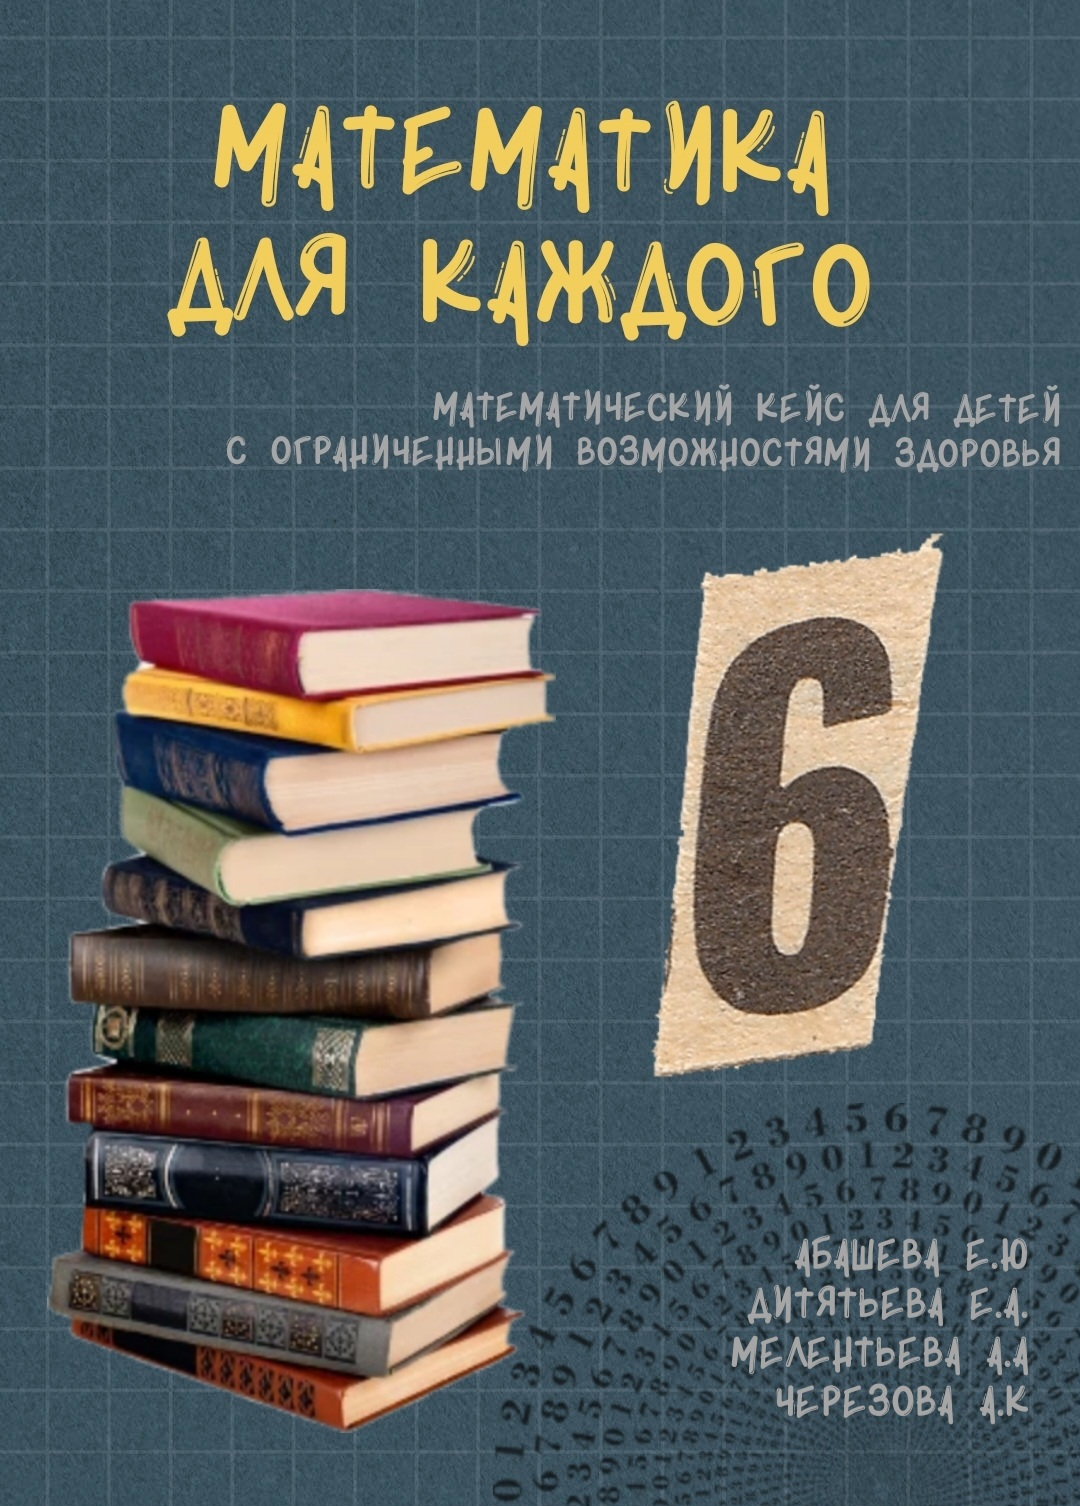 МАТЕМАТИКА
ДЛЯ КАЖДОГО
МАТЕМАТИЧЕСКИЙ КЕЙС ДЛЯ ДЕТЕЙ
С ОГРАНИЧЕННЫМИ ВОЗМОЖНОСТЯМИ ЗДОРОВЬЯ
6
АБАШЕВА Е.Ю
ДИТЯТЬЕВА Е.А.
МЕЛЕНТЬЕВА А.А
ЧЕРЕЗОВА А.К